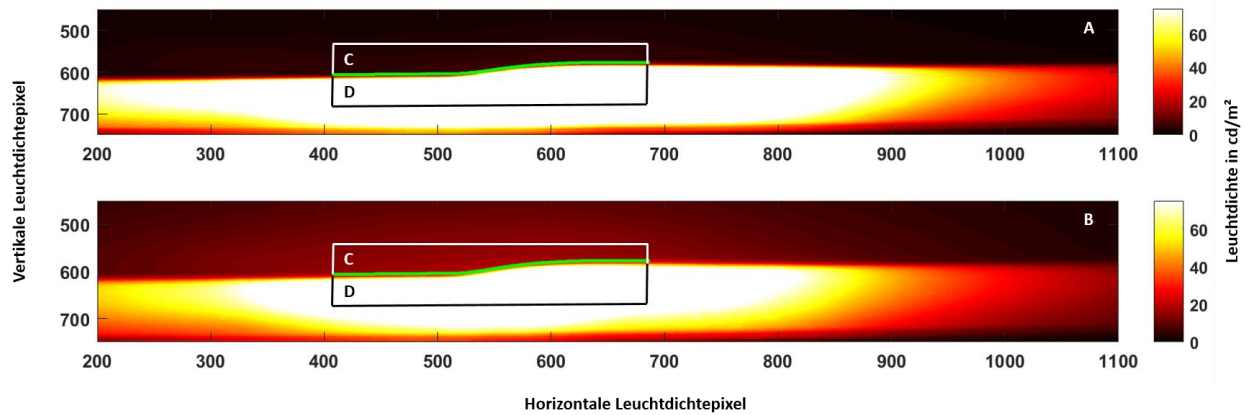 Vertikale Leuchtdichtepixel
500
600
700
A
C
D
200 300 400 500 600 700 800 900 1000 1100
60
40
20
0
500
600
700
B
C
D
200 300 400 500 600 700 800 900 1000 1100
60
40
20
0
Leuchtdichte in cd/m²
Horizontale Leuchtdichtepixel